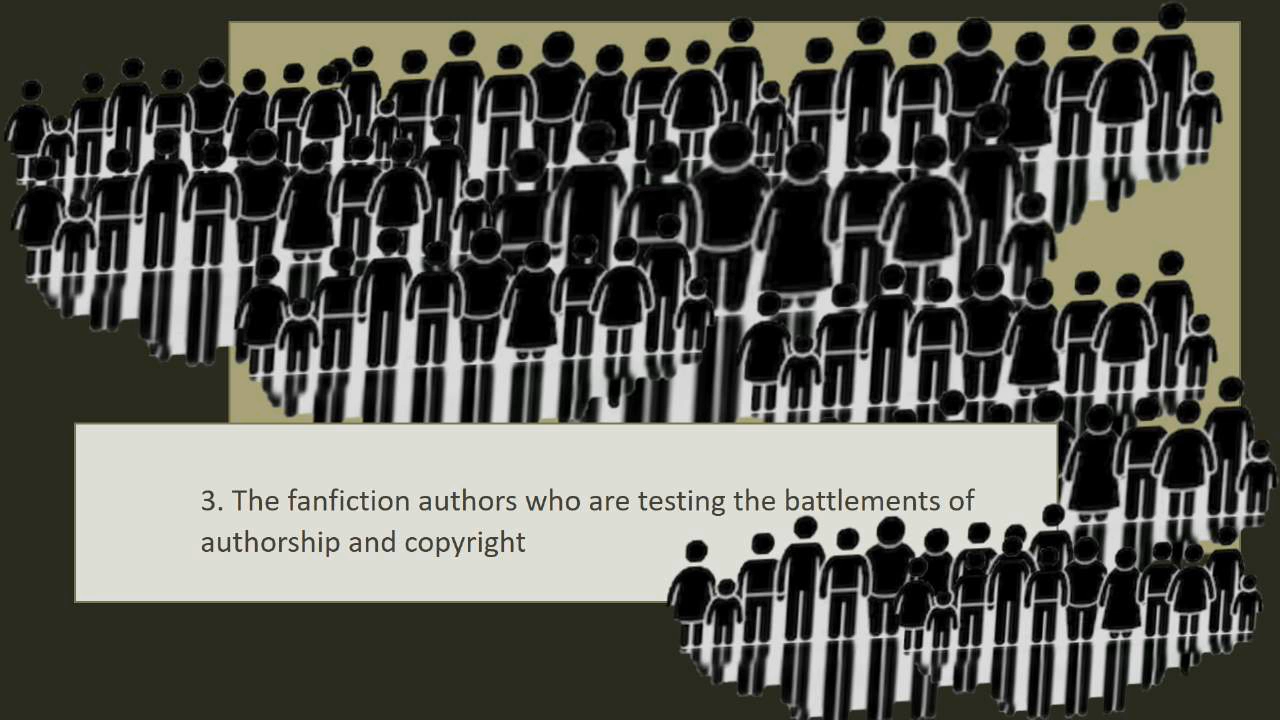 3. The fanfiction authors who are testing the battlements of
authorship and copyright